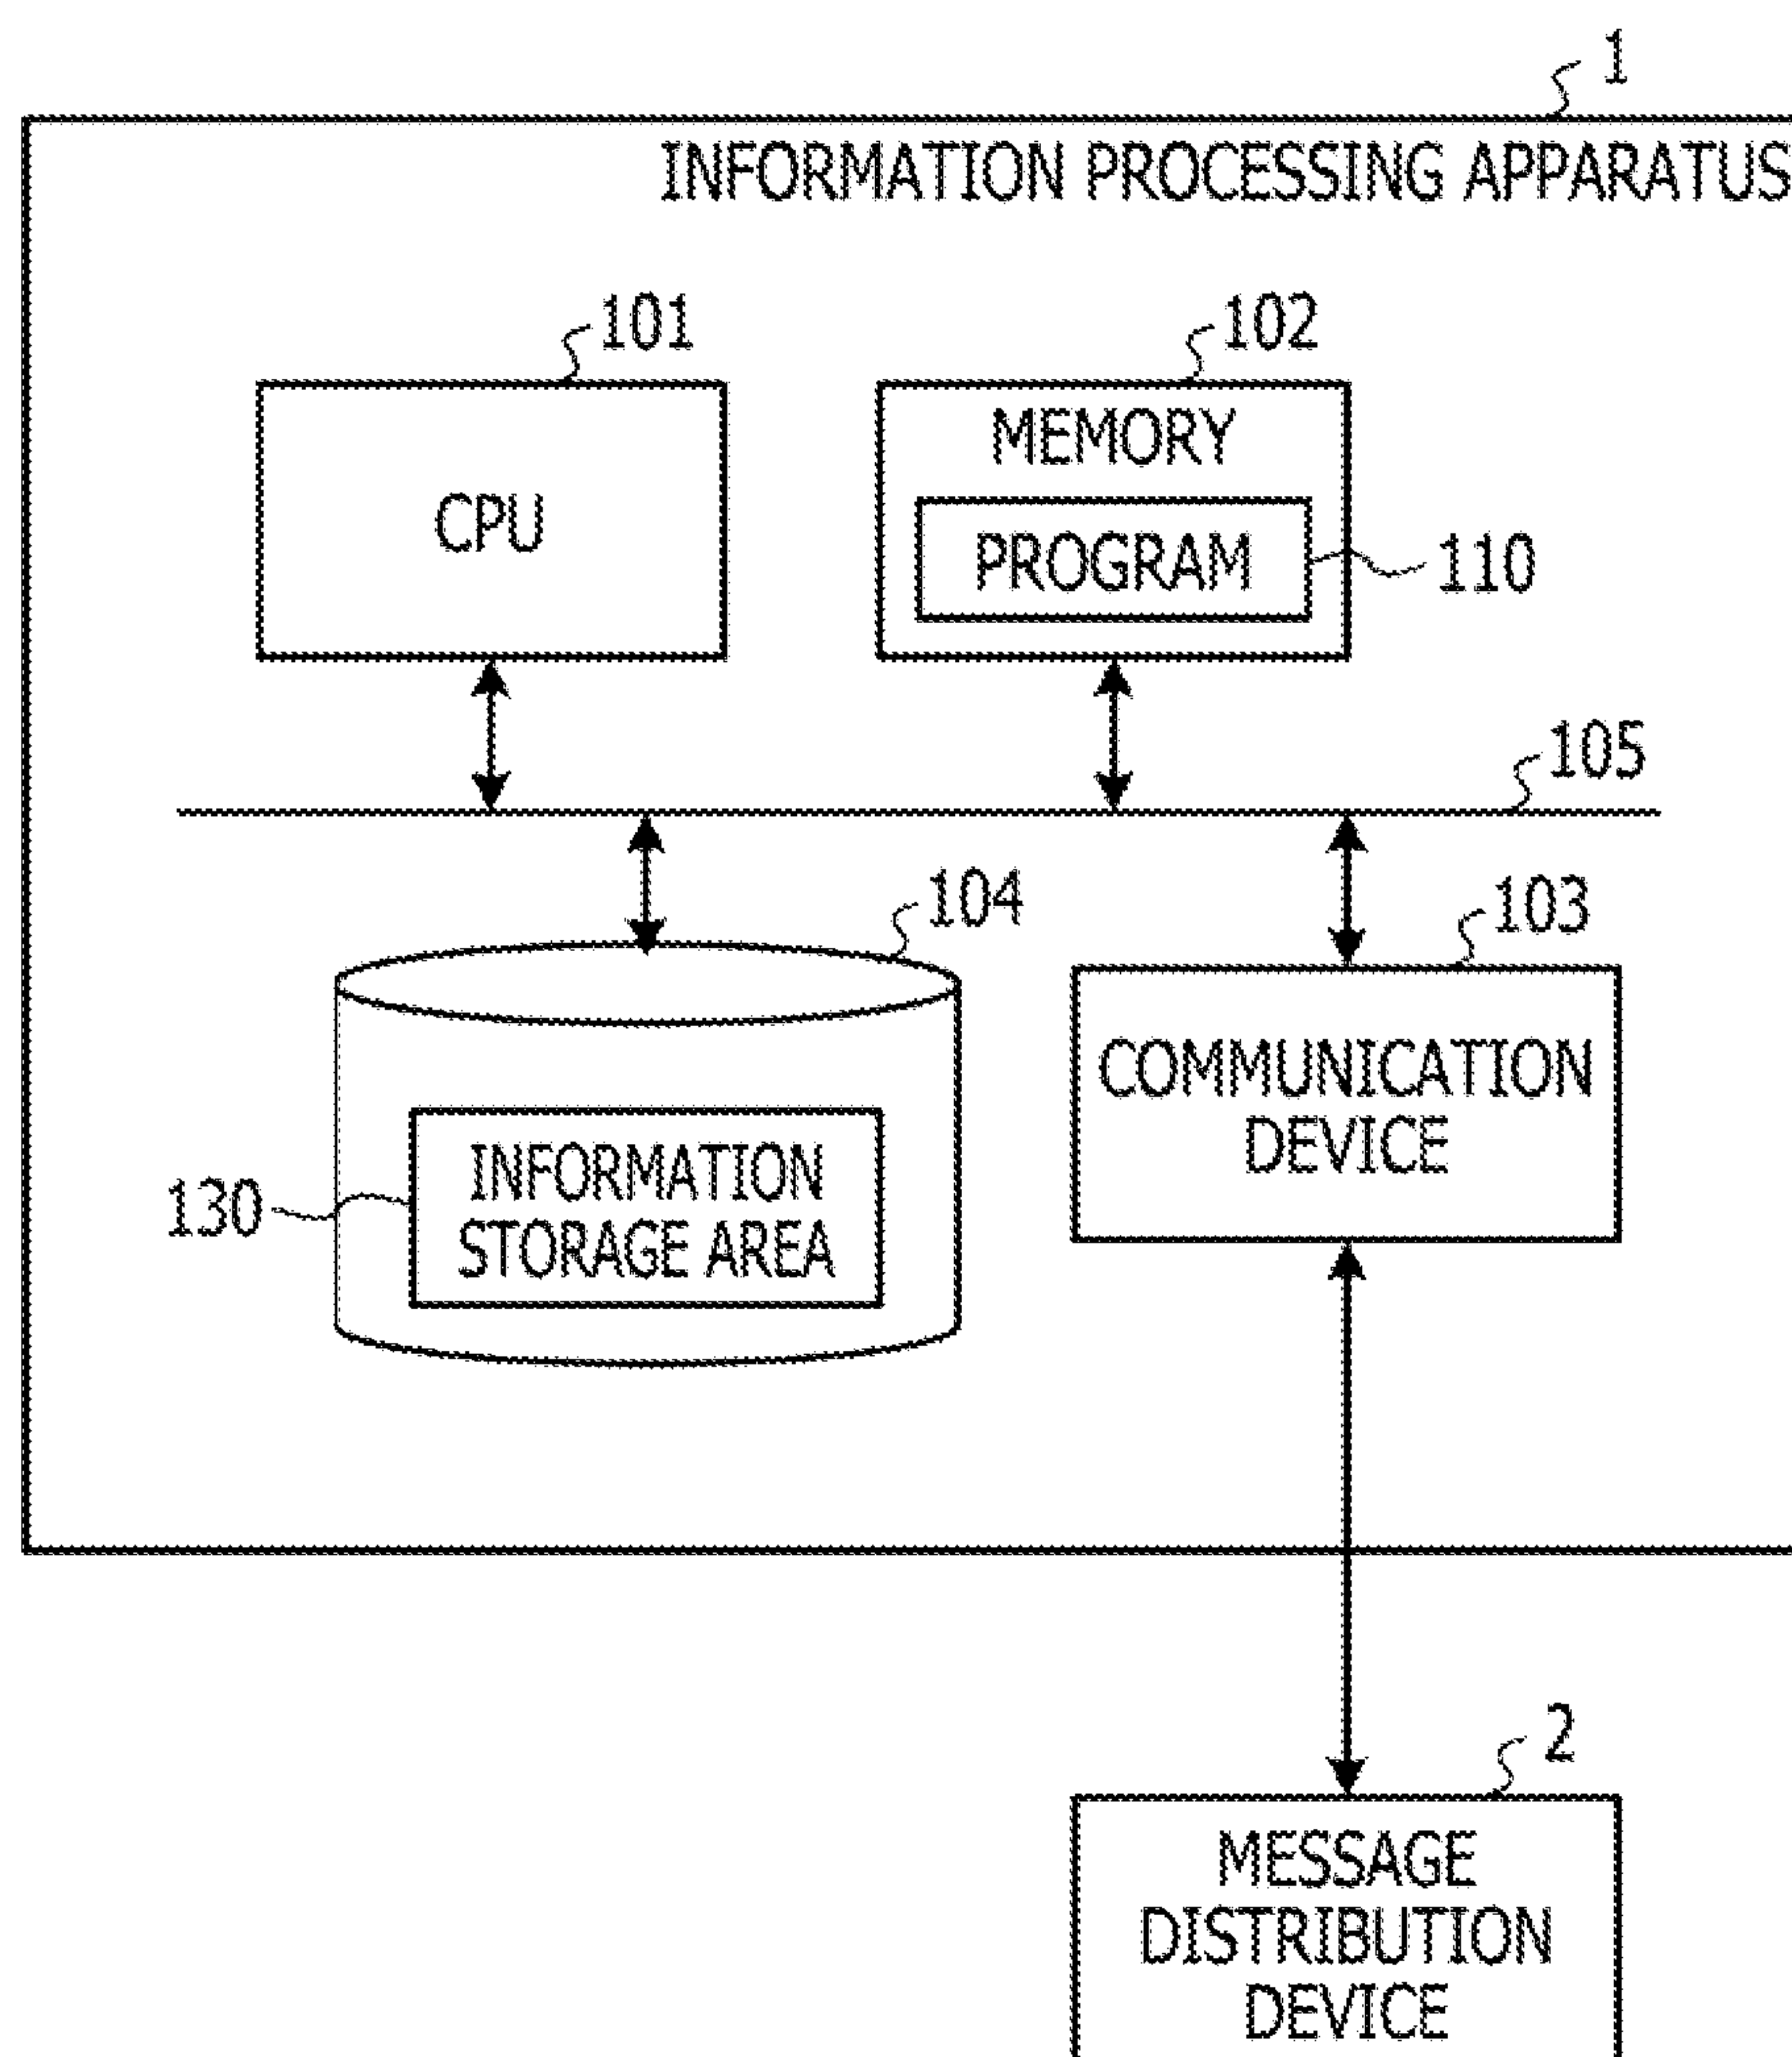 1
INFORMATION PROCESSING APPARATUS
101
102
CPU
MEMORY
PROGRAM
110
105
104
103
COMMUNICATION
DEVICE
130
INFORMATION
STORAGE AREA
2
MESSAGE
DISTRIBUTION
DEVICE